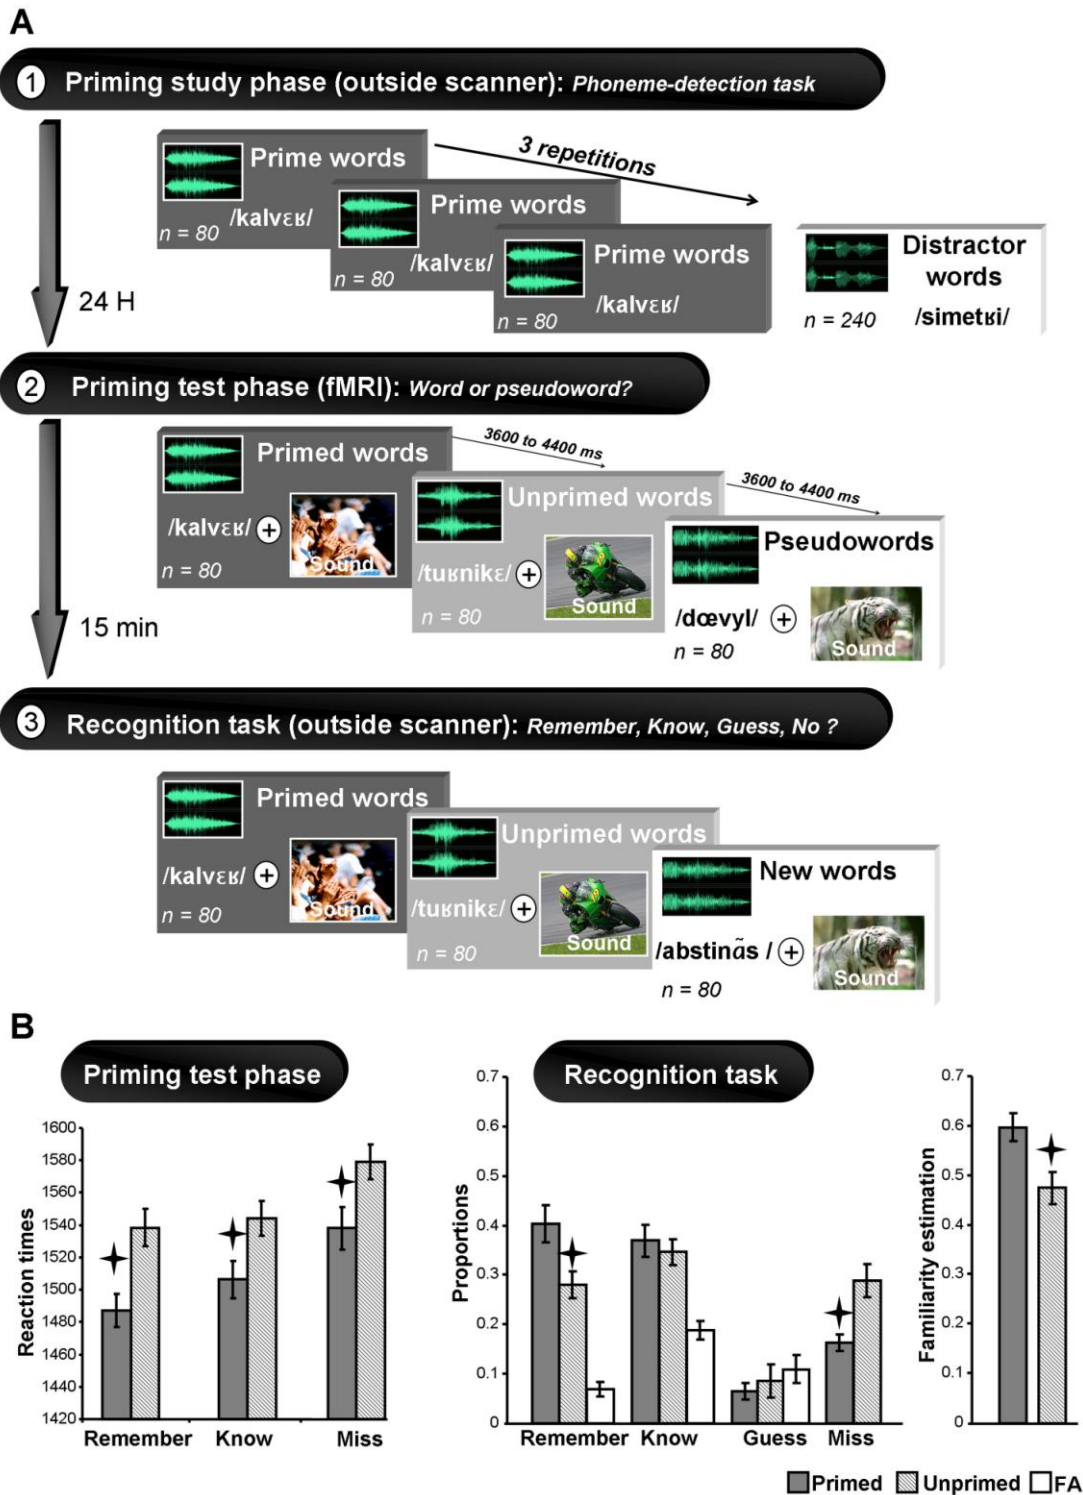 A
1 Priming study phase (outside scanner): Phoneme-detection task
3 repetitions
Prime words
/kalvɛʁ/
n = 80
Prime words
/kalvɛʁ/
n = 80
Prime words
/kalvɛʁ/
n = 80
Distractor
words
n = 240 /simetʁi/
24 H
2 Priming test phase (fMRI): Word or pseudoword?
3600 to 4400 ms
3600 to 4400 ms
Primed words
/kalvɛʁ/ +
Sound
n = 80
Unprimed words
/tuʁnikɛ/ +
Sound
n = 80
Pseudowords
/dœvyl/ +
Sound
n = 80
15 min
3 Recognition task (outside scanner): Remember, Know, Guess, No ?
Primed words
/kalvɛʁ/ +
Sound
n = 80
Unprimed words
/tuʁnikɛ/ +
Sound
n = 80
New words
/abstinɑ̃s / +
Sound
n = 80
B
Priming test phase
Reaction times
1600
1580
1560
1540
1520
1500
1480
1460
1440
1420
Remember Know Miss
Recognition task
Proportions
0.7
0.6
0.5
0.4
0.3
0.2
0.1
0
Remember Know Guess Miss
Familiarity estimation
0.7
0.6
0.5
0.4
0.3
0.2
0.1
0
Primed Unprimed FA